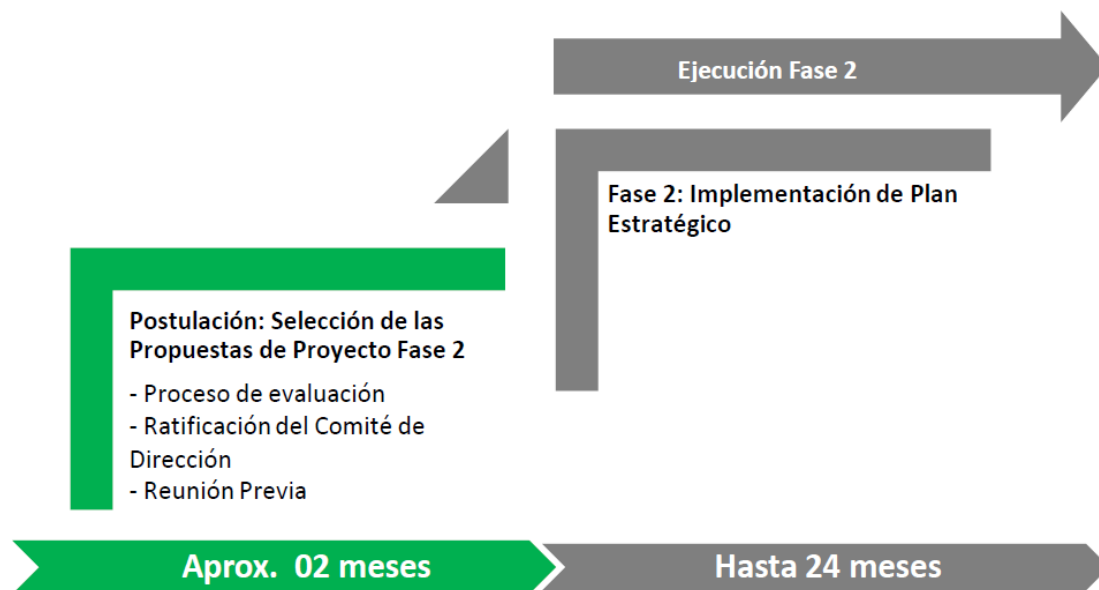 Ejecución Fase 2
Fase 2: Implementación de Plan
Estratégico
Postulación: Selección de las
Propuestas de Proyecto Fase 2
- Proceso de evaluación
- Ratificación del Comité de
Dirección
- Reunión Previa
Aprox.  02 meses
Hasta 24 meses